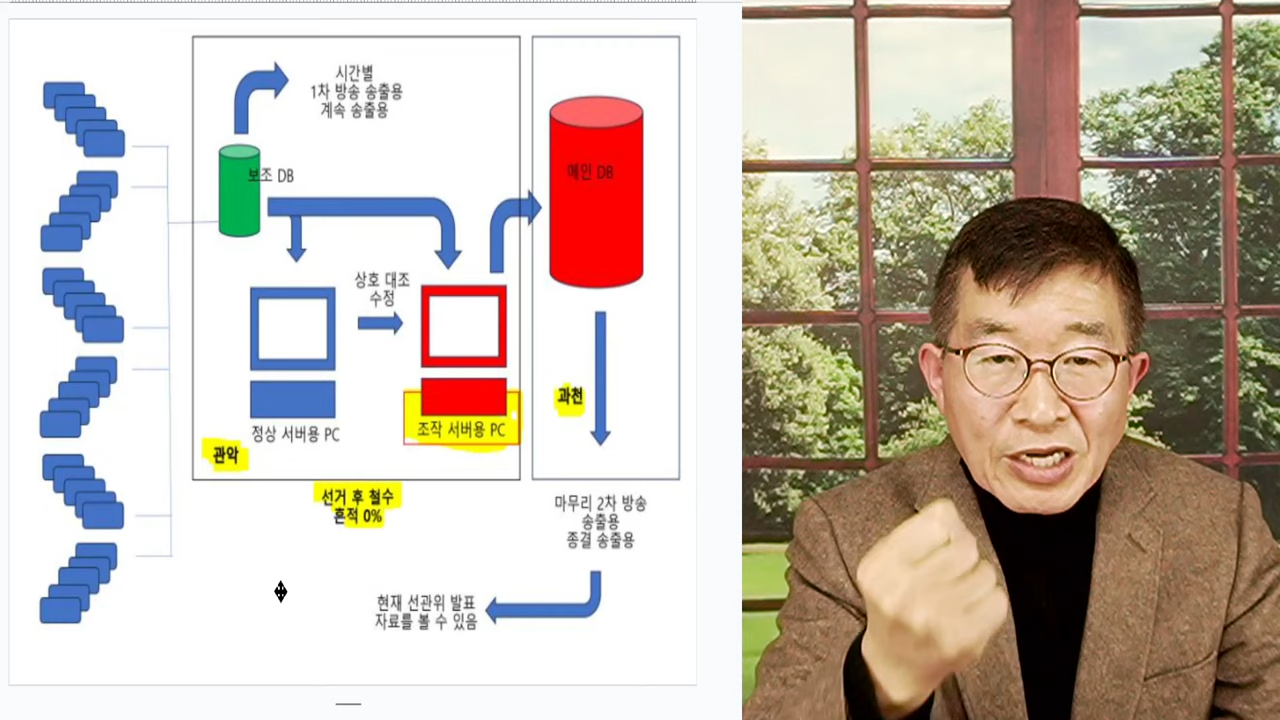 시간별
1차 방송 송출용
계속 송출용
보조 DB
메인 DB
상호 대조
수정
정상 서버용 PC
조작 서버용 PC
관악
과천
선거 후 철수
흔적 0%
마무리 2차 방송
송출용
종결 송출용
현재 선관위 발표
자료를 볼 수 있음